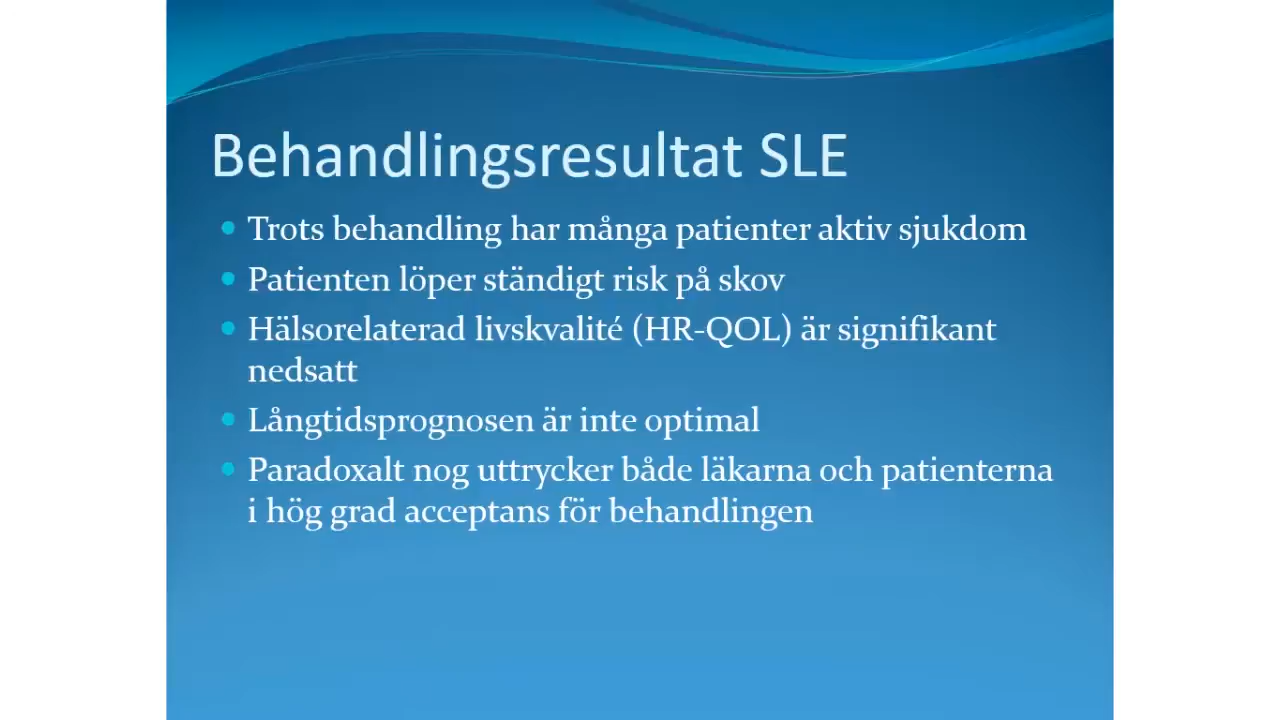 Behandlingsresultat SLE
Trots behandling har många patienter aktiv sjukdom
Patienten löper ständigt risk på skov
Hälsorelaterad livskvalité (HR-QOL) är signifikant
nedsatt
Långtidsprognosen är inte optimal
Paradoxalt nog uttrycker både läkarna och patienterna
i hög grad acceptans för behandlingen